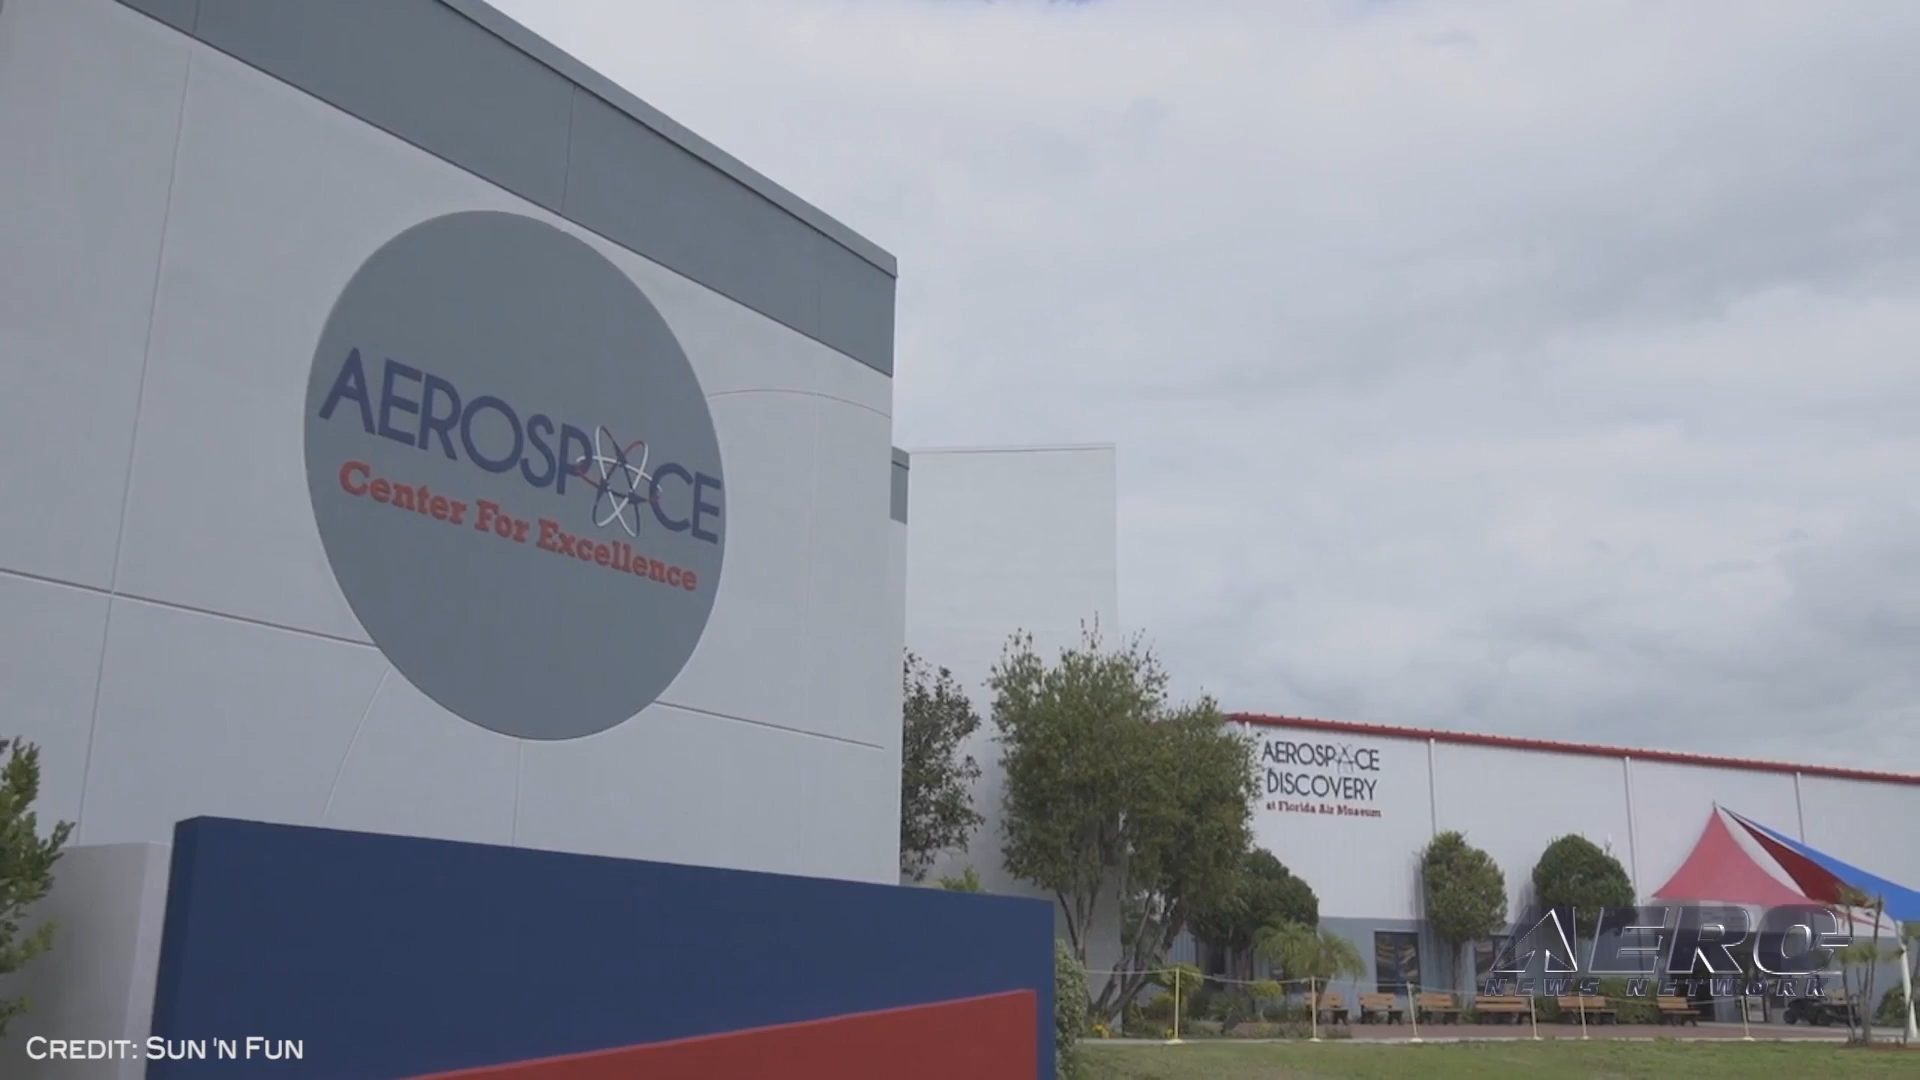 AEROSPACE
Center For Excellence
AEROSPACE
DISCOVERY
at Florida Air Museum
AERO
NEWS NETWORK
CREDIT: SUN 'N FUN